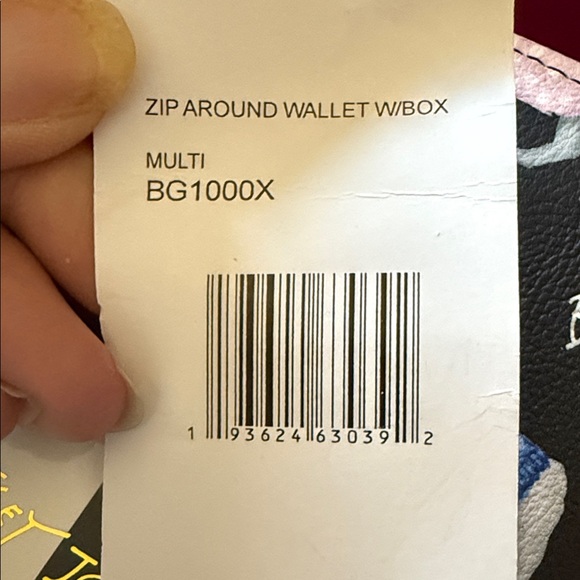 ZIP AROUND WALLET W/BOX
MULTI
BG1000X
1 93624 63039 2